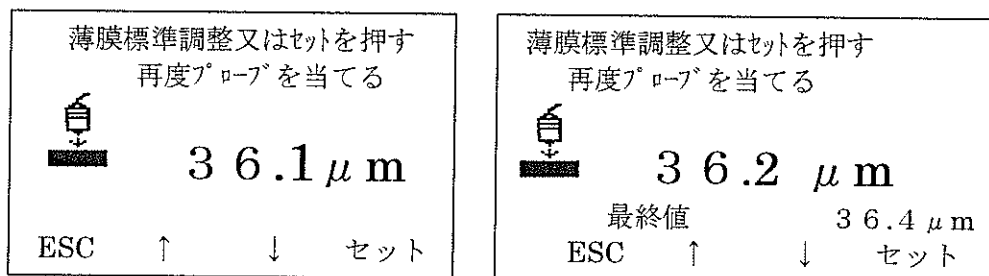 薄膜標準調整又はｾｯﾄを押す
再度ﾌﾟﾛｰﾌﾞを当てる
３６.１μm
ESC ↑ ↓ セット
薄膜標準調整又はｾｯﾄを押す
再度ﾌﾟﾛｰﾌﾞを当てる
３６.２ μm
最終値 ３６.４μm
ESC ↑ ↓ セット